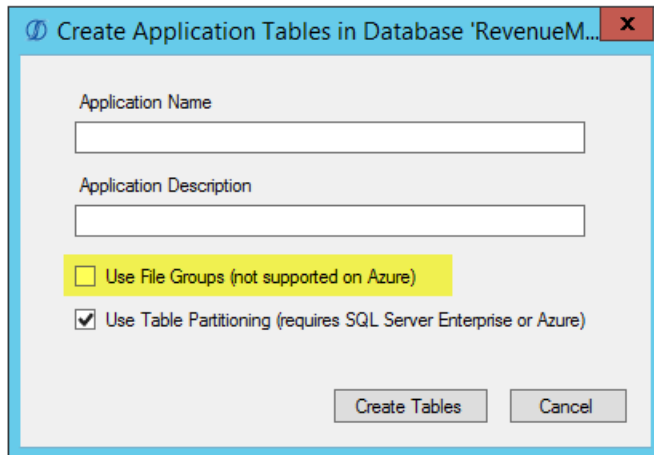 Create Application Tables in Database 'RevenueM...
x
Application Name
Application Description
Use File Groups (not supported on Azure)
Use Table Partitioning (requires SQL Server Enterprise or Azure)
Create Tables
Cancel